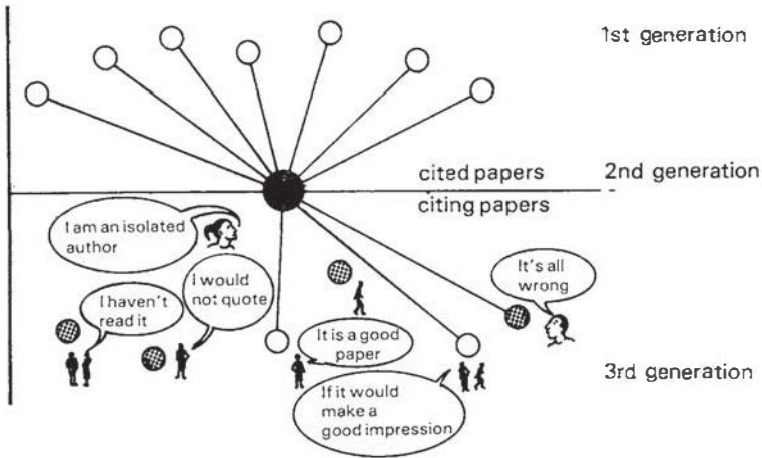 1st generation
cited papers
2nd generation
citing papers
I am an isolated
author
I would
not quote
It's all
wrong
I haven't
read it
It is a good
paper
If it would
make a
good impression
3rd generation